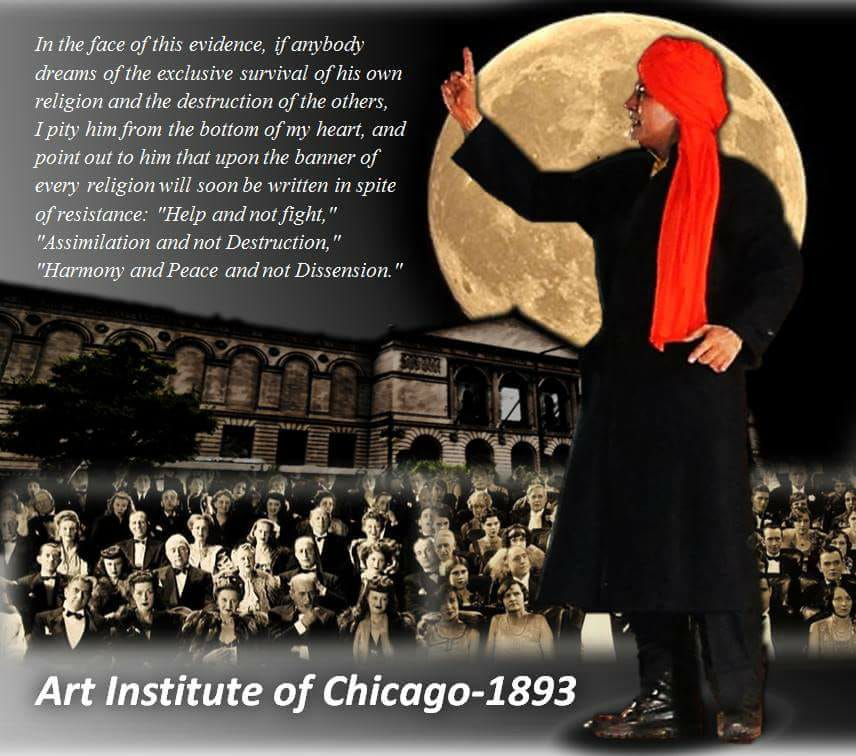 In the face of this evidence, if anybody
dreams of the exclusive survival of his own
religion and the destruction of the others,
I pity him from the bottom of my heart, and
point out to him that upon the banner of
every religion will soon be written in spite
of resistance: "Help and not fight,"
"Assimilation and not Destruction,"
"Harmony and Peace and not Dissension."
Art Institute of Chicago-1893